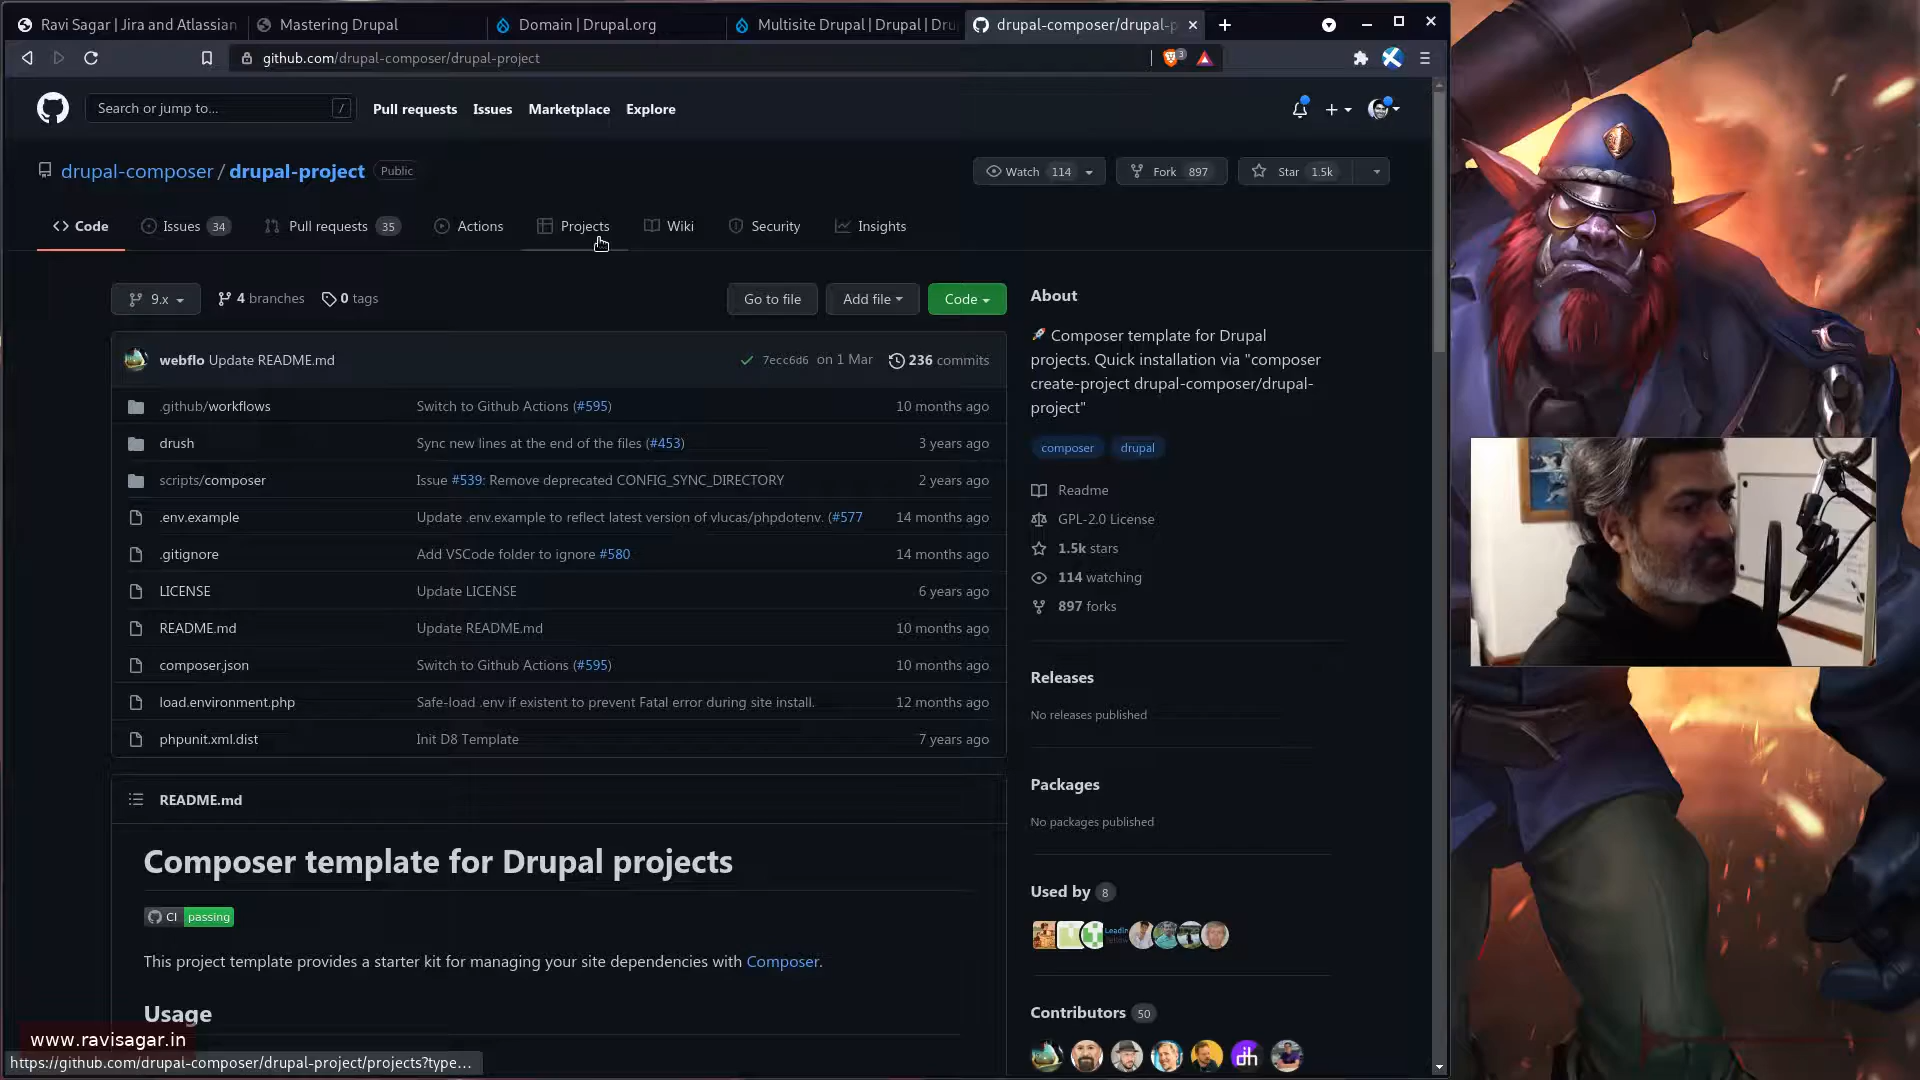 Ravi Sagar | Jira and Atlassian
Mastering Drupal
Domain | Drupal.org
Multisite Drupal | Drupal | Dru
drupal-composer/drupal-p
github.com/drupal-composer/drupal-project
3
Search or jump to...
/
Pull requests
Issues
Marketplace
Explore
drupal-composer / drupal-project
Public
Watch 114
Fork 897
Star 1.5k
Code
Issues 34
Pull requests 35
Actions
Projects
Wiki
Security
Insights
9.x
4 branches
0 tags
Go to file
Add file
Code
webflo Update README.md
7ecc6d6 on 1 Mar
236 commits
.github/workflows
Switch to Github Actions (#595)
10 months ago
drush
Sync new lines at the end of the files (#453)
3 years ago
scripts/composer
Issue #539: Remove deprecated CONFIG_SYNC_DIRECTORY
2 years ago
.env.example
Update .env.example to reflect latest version of vlucas/phpdotenv. (#577
14 months ago
.gitignore
Add VSCode folder to ignore #580
14 months ago
LICENSE
Update LICENSE
6 years ago
README.md
Update README.md
10 months ago
composer.json
Switch to Github Actions (#595)
10 months ago
load.environment.php
Safe-load .env if existent to prevent Fatal error during site install.
12 months ago
phpunit.xml.dist
Init D8 Template
7 years ago
README.md
Composer template for Drupal projects
CI passing
This project template provides a starter kit for managing your site dependencies with Composer.
Usage
About
Composer template for Drupal
projects. Quick installation via "composer
create-project drupal-composer/drupal-
project"
composer
drupal
Readme
GPL-2.0 License
1.5k stars
114 watching
897 forks
Releases
No releases published
Packages
No packages published
Used by 8
Contributors 50
www.ravisagar.in
https://github.com/drupal-composer/drupal-project/projects?type...